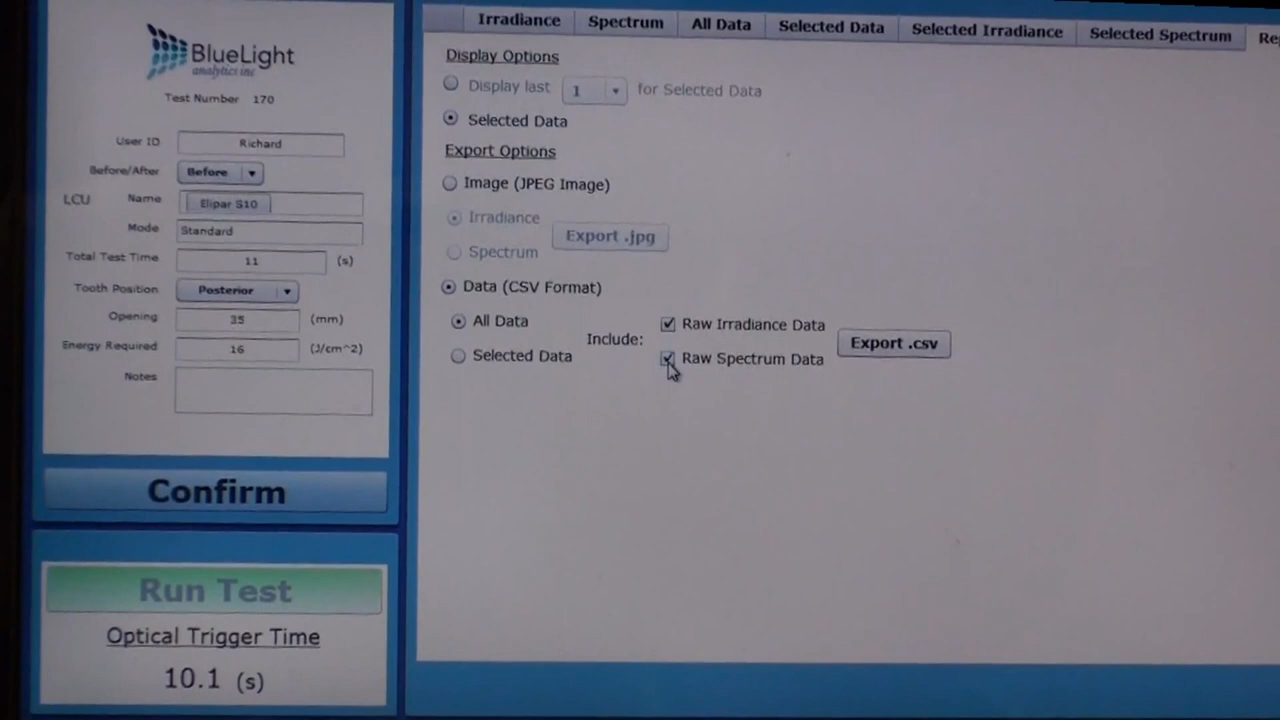 BlueLight
analytics inc
Test Number 170
User ID Richard
Before/After Before
LCU Name Elipar S10
Mode Standard
Total Test Time 11 (s)
Tooth Position Posterior
Opening 35 (mm)
Energy Required 16 (J/cm^2)
Notes
Confirm
Run Test
Optical Trigger Time
10.1 (s)
Irradiance Spectrum All Data Selected Data Selected Irradiance Selected Spectrum
Display Options
Display last 1 for Selected Data
Selected Data
Export Options
Image (JPEG Image)
Irradiance
Spectrum
Export .jpg
Data (CSV Format)
All Data
Selected Data
Include:
Raw Irradiance Data
Raw Spectrum Data
Export .csv